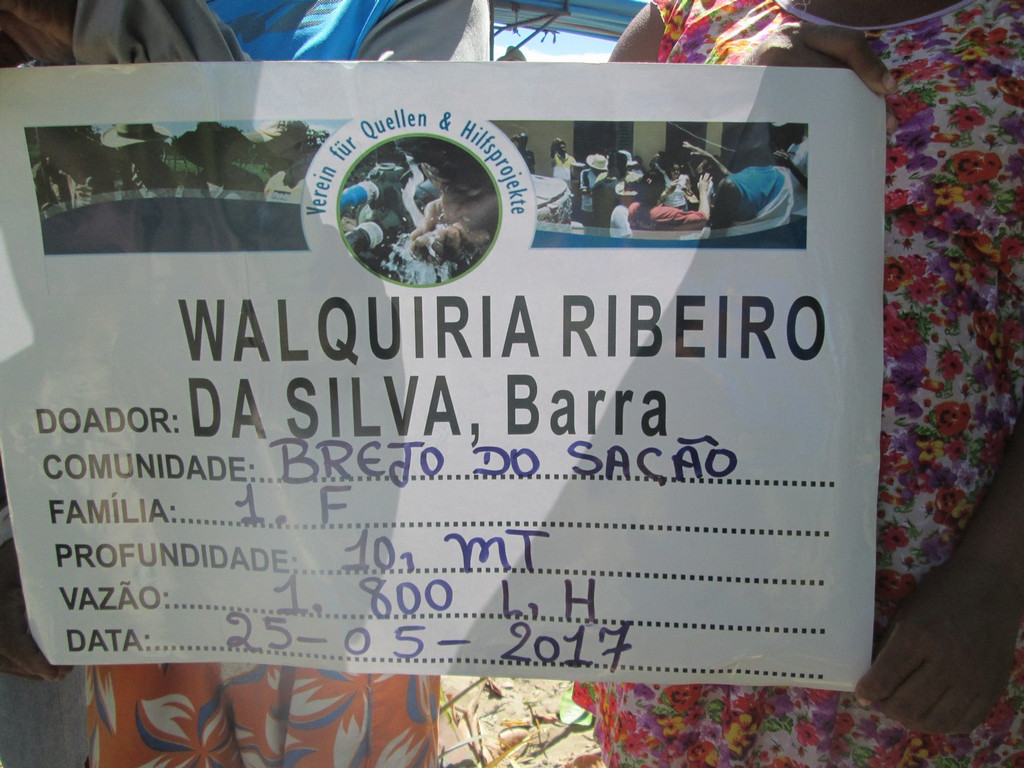 Verein für Quellen & Hilfsprojekte
WALQUIRIA RIBEIRO
DOADOR: DA SILVA, Barra
COMUNIDADE: BREJO DO SAÇÃO
FAMÍLIA: 1. F
PROFUNDIDADE: 10, MT
VAZÃO: 1. 800 L, H
DATA: 25-05-2017